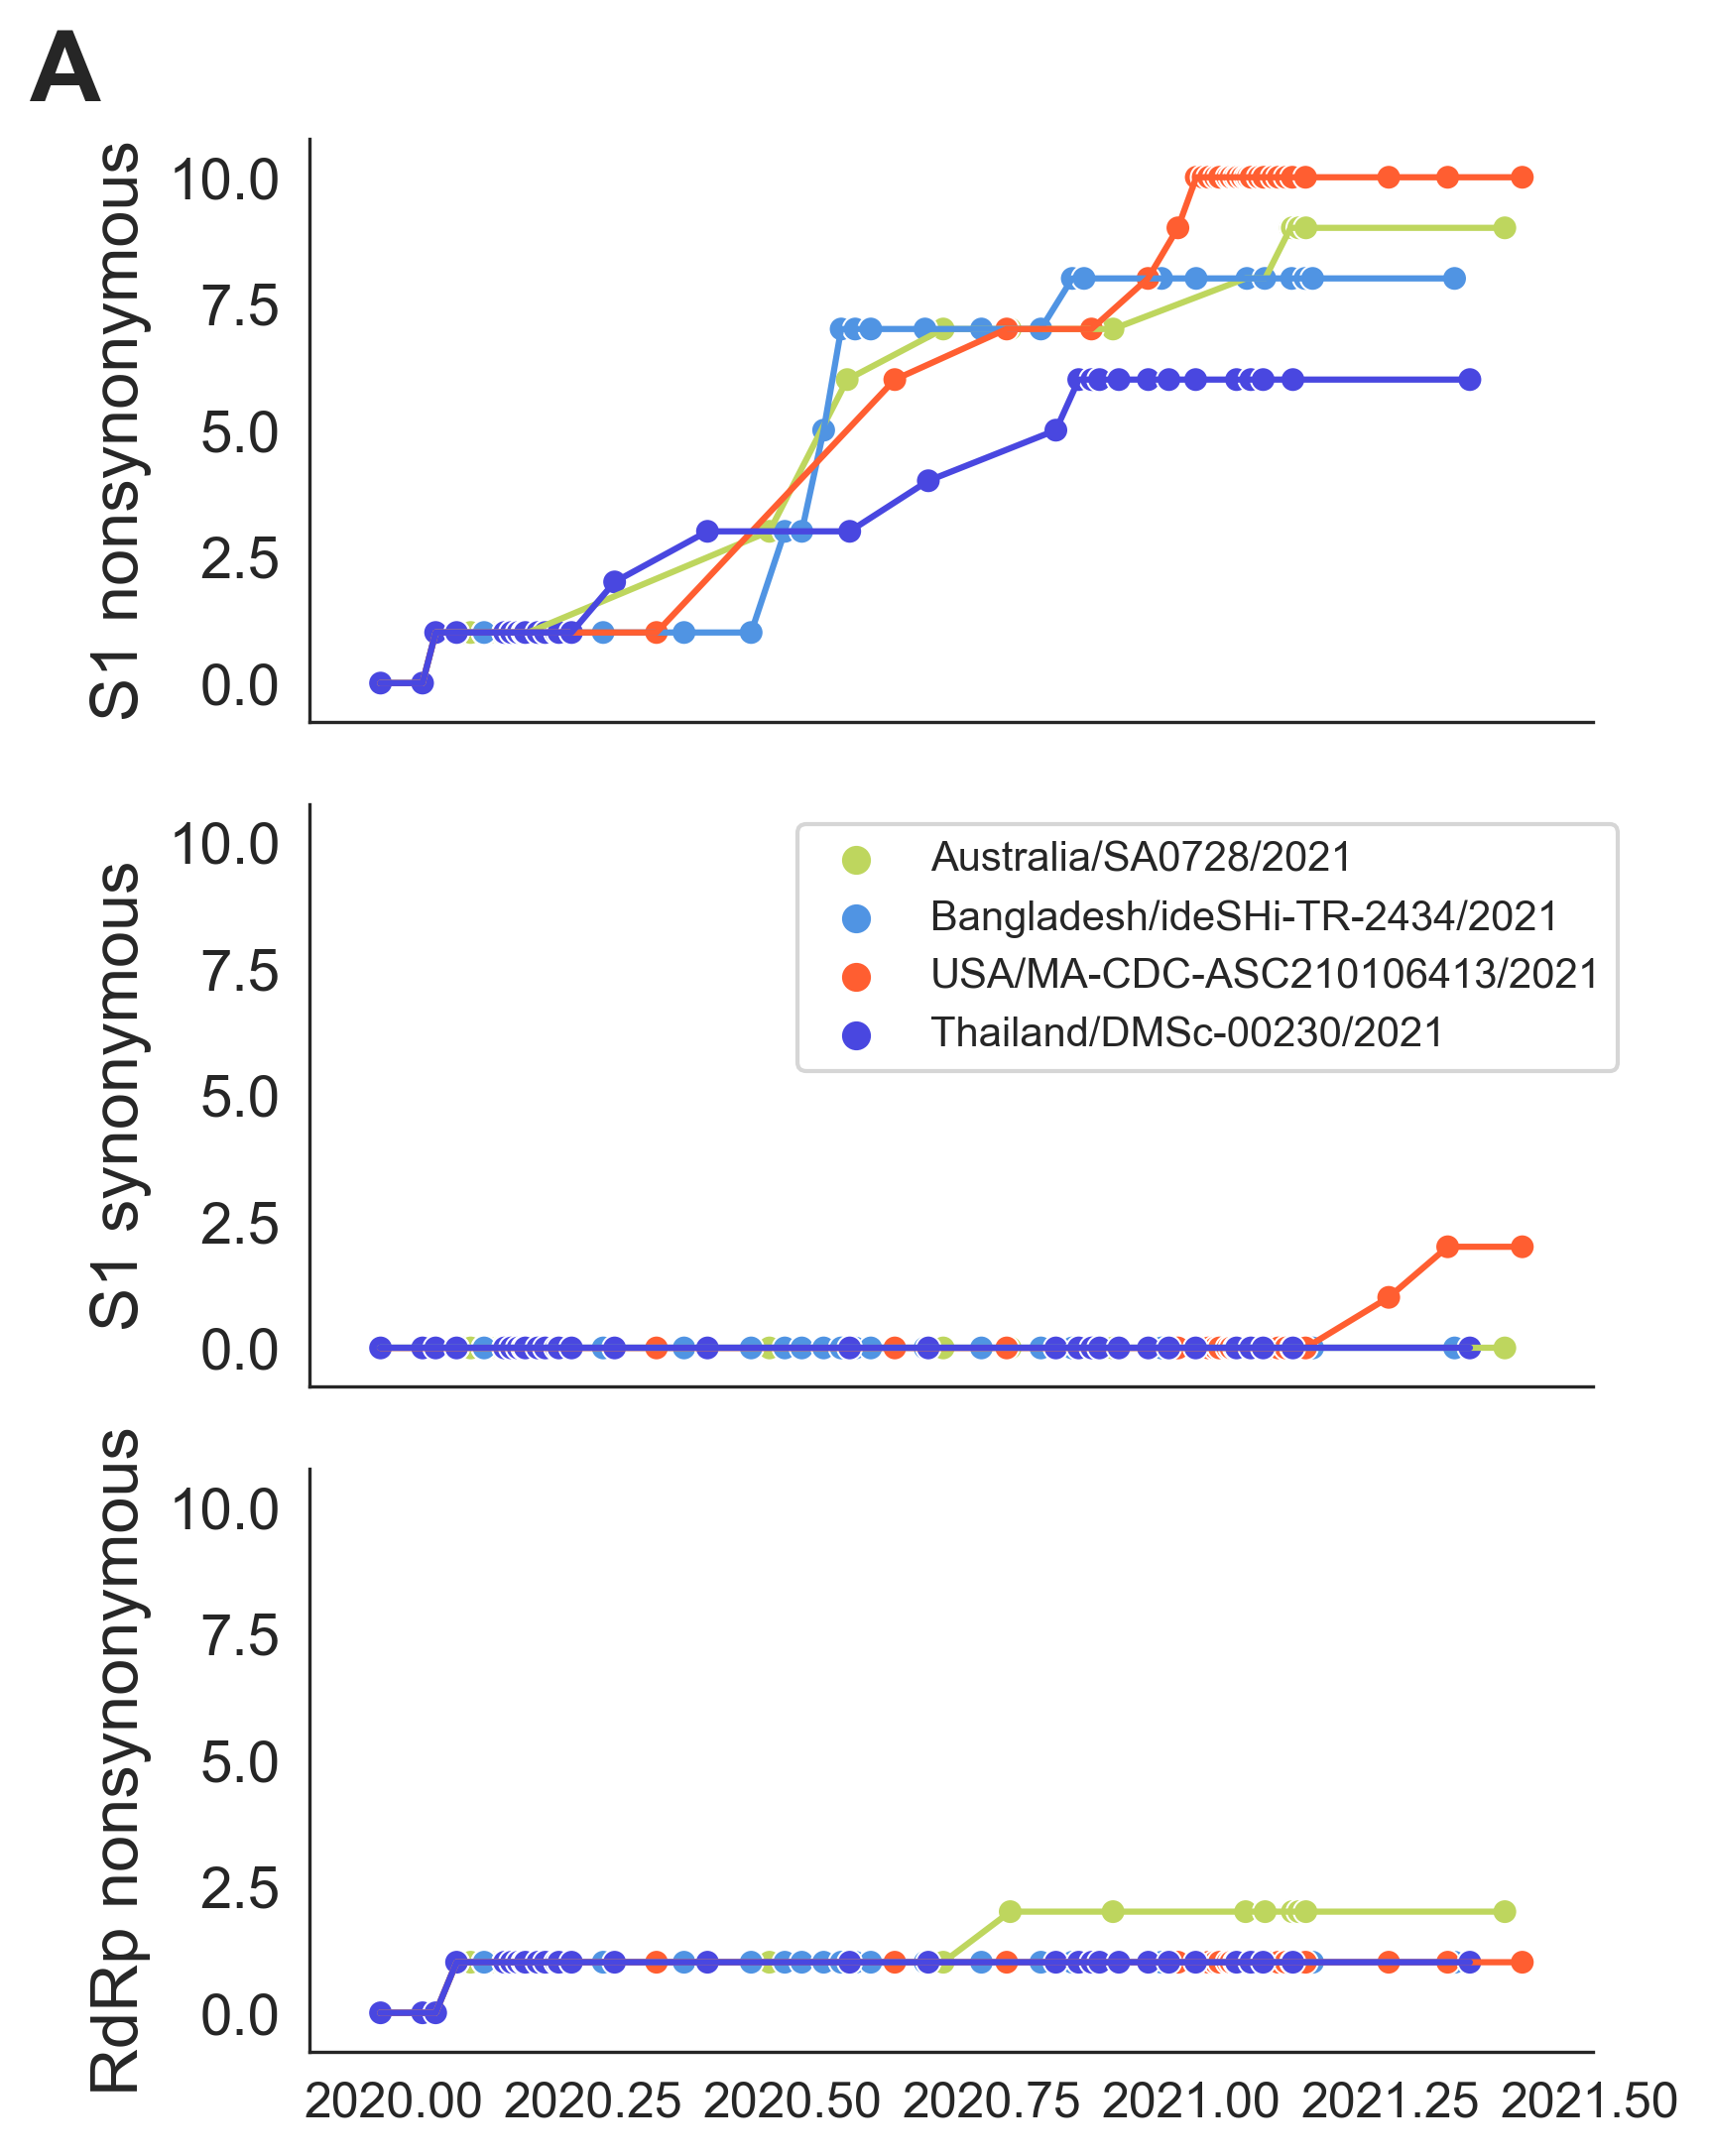 A
S1 nonsynonymous
10.0
7.5
5.0
2.5
0.0
S1 synonymous
10.0
7.5
5.0
2.5
0.0
Australia/SA0728/2021
Bangladesh/ideSHi-TR-2434/2021
USA/MA-CDC-ASC210106413/2021
Thailand/DMSc-00230/2021
RdRp nonsynonymous
10.0
7.5
5.0
2.5
0.0
2020.00 2020.25 2020.50 2020.75 2021.00 2021.25 2021.50